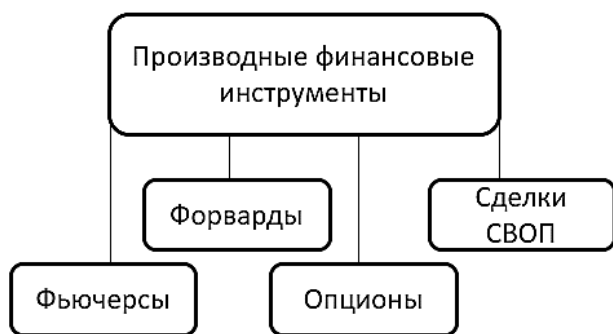 Производные финансовые
инструменты
Форварды
Сделки
СВОП
Фьючерсы
Опционы